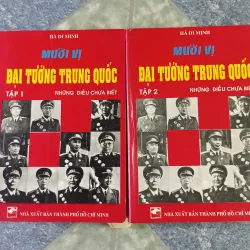 HÀ DI MINH
MƯỜI VỊ
ĐẠI TƯỚNG TRUNG QUỐC
TẬP 1
NHỮNG ĐIỀU CHƯA BIẾT
NHÀ XUẤT BẢN THÀNH PHỐ HỒ CHÍ MINH
HÀ DI MINH
MƯỜI VỊ
ĐẠI TƯỚNG TRUNG QUỐC
TẬP 2
NHỮNG ĐIỀU CHƯA BIẾ
NHÀ XUẤT BẢN THÀNH PHỐ HỒ CHÍ MINH